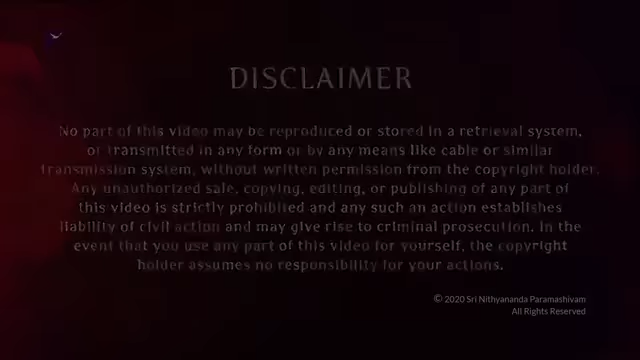 DISCLAIMER
No part of this video may be reproduced or stored in a retrieval system,
or transmitted in any form or by any means like cable or similar
transmission system, without written permission from the copyright holder.
Any unauthorized sale, copying, editing, or publishing of any part of
this video is strictly prohibited and any such an action establishes
liability of civil action and may give rise to criminal prosecution. In the
event that you use any part of this video for yourself, the copyright
holder assumes no responsibility for your actions.
© 2020 Sri Nithyananda Paramashivam
All Rights Reserved